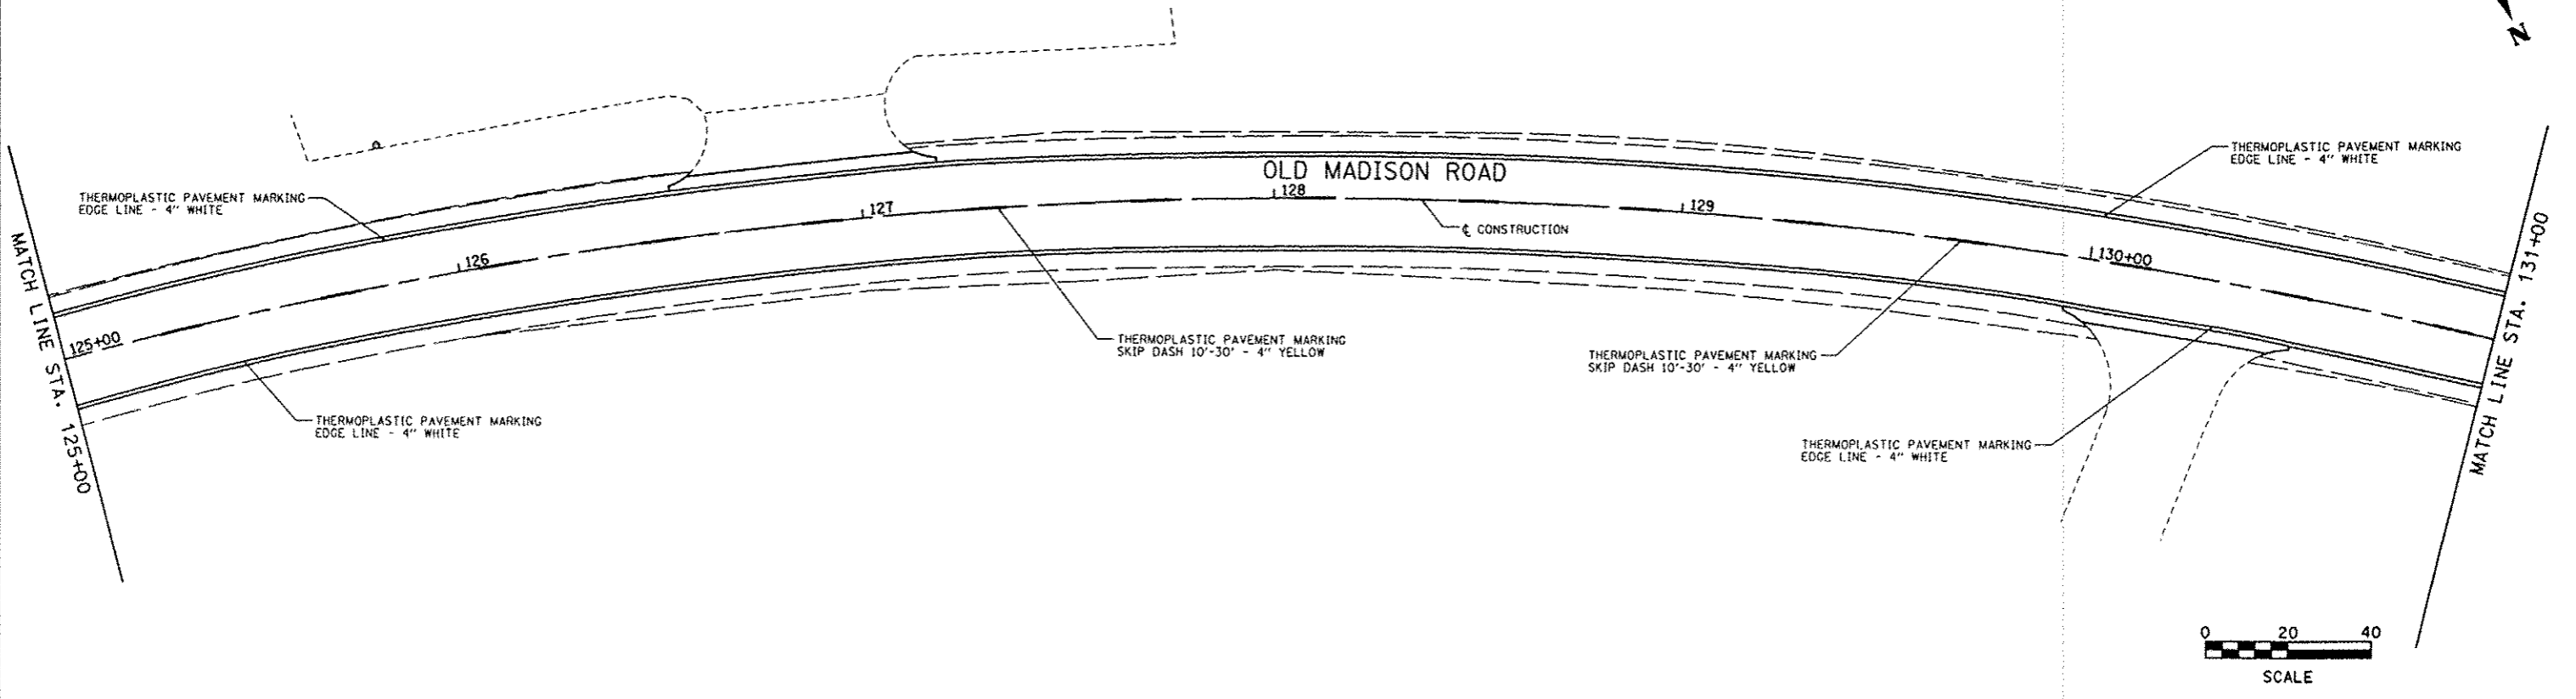 N
THERMOPLASTIC PAVEMENT MARKING
EDGE LINE - 4" WHITE
OLD MADISON ROAD
THERMOPLASTIC PAVEMENT MARKING
EDGE LINE - 4" WHITE
MATCH LINE STA. 125+00
125+00
126
127
128
129
130+00
MATCH LINE STA. 131+00
℄ CONSTRUCTION
THERMOPLASTIC PAVEMENT MARKING
SKIP DASH 10'-30' - 4" YELLOW
THERMOPLASTIC PAVEMENT MARKING
SKIP DASH 10'-30' - 4" YELLOW
THERMOPLASTIC PAVEMENT MARKING
EDGE LINE - 4" WHITE
THERMOPLASTIC PAVEMENT MARKING
EDGE LINE - 4" WHITE
0 20 40
SCALE